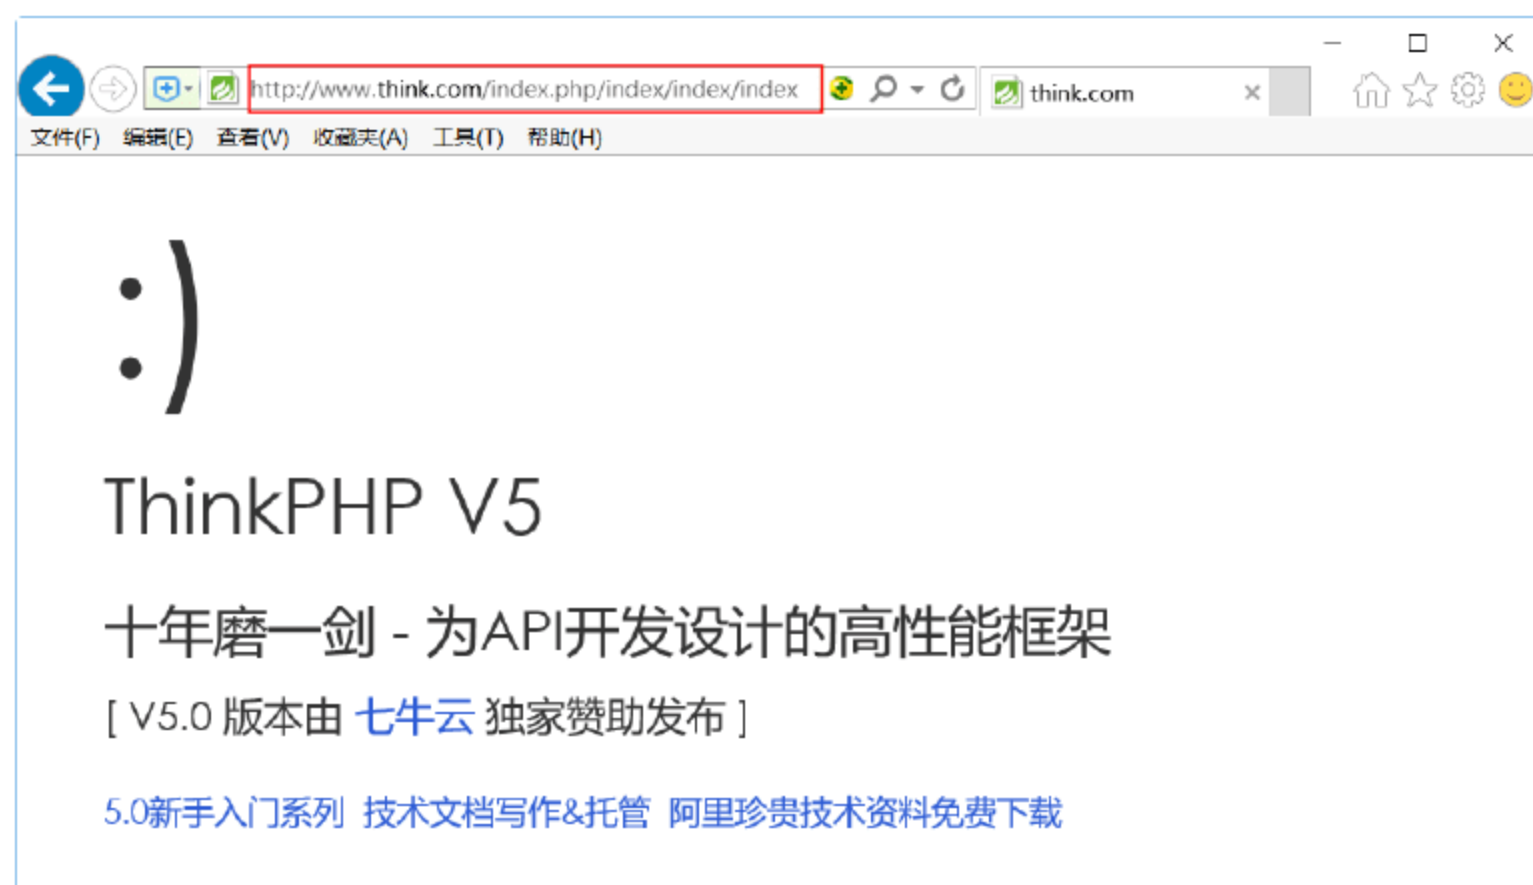 http://www.think.com/index.php/index/index/index
think.com
文件(F) 编辑(E) 查看(V) 收藏夹(A) 工具(T) 帮助(H)
:)
ThinkPHP V5
十年磨一剑 - 为API开发设计的高性能框架
[ V5.0 版本由 七牛云 独家赞助发布 ]
5.0新手入门系列 技术文档写作&托管 阿里珍贵技术资料免费下载